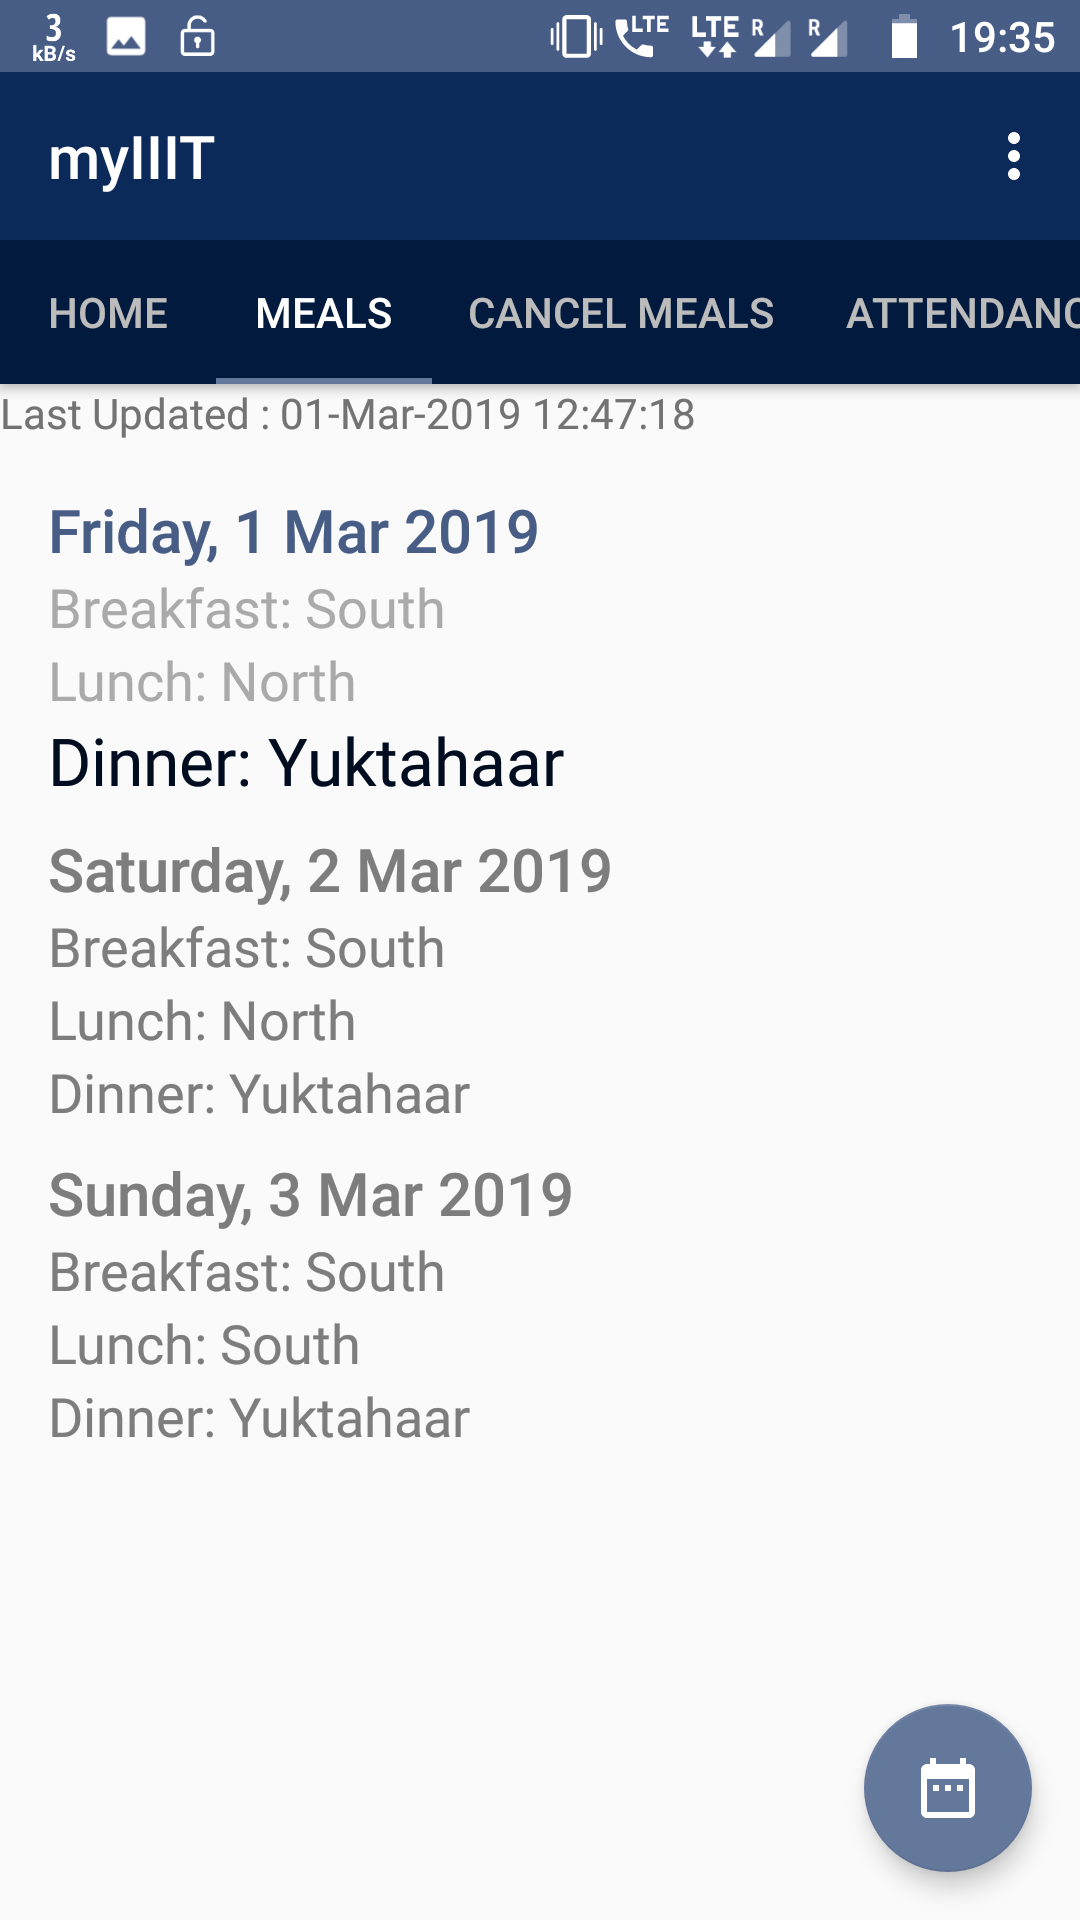 3
kB/s
LTE
LTE
R
R
19:35
myIIIT
HOME MEALS CANCEL MEALS ATTENDANC
Last Updated : 01-Mar-2019 12:47:18
Friday, 1 Mar 2019
Breakfast: South
Lunch: North
Dinner: Yuktahaar
Saturday, 2 Mar 2019
Breakfast: South
Lunch: North
Dinner: Yuktahaar
Sunday, 3 Mar 2019
Breakfast: South
Lunch: South
Dinner: Yuktahaar